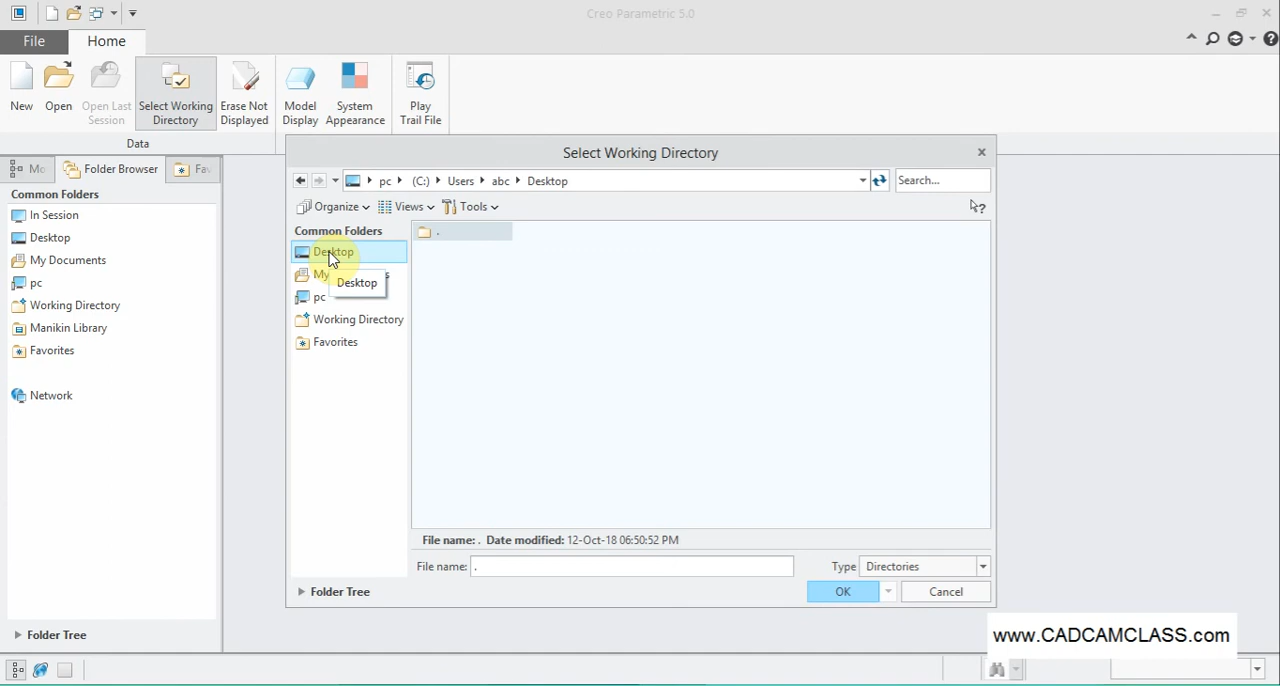 Creo Parametric 5.0
File
Home
New
Open
Open Last
Session
Select Working
Directory
Erase Not
Displayed
Model
Display
System
Appearance
Play
Trail File
Data
Mo
Folder Browser
Fav
Common Folders
In Session
Desktop
My Documents
pc
Working Directory
Manikin Library
Favorites
Network
Folder Tree
Select Working Directory
pc
(C:)
Users
abc
Desktop
Search...
Organize
Views
Tools
Common Folders
Desktop
My
s
Desktop
pc
Working Directory
Favorites
.
File name: . Date modified: 12-Oct-18 06:50:52 PM
File name: .
Type Directories
Folder Tree
OK
Cancel
www.CADCAMCLASS.com